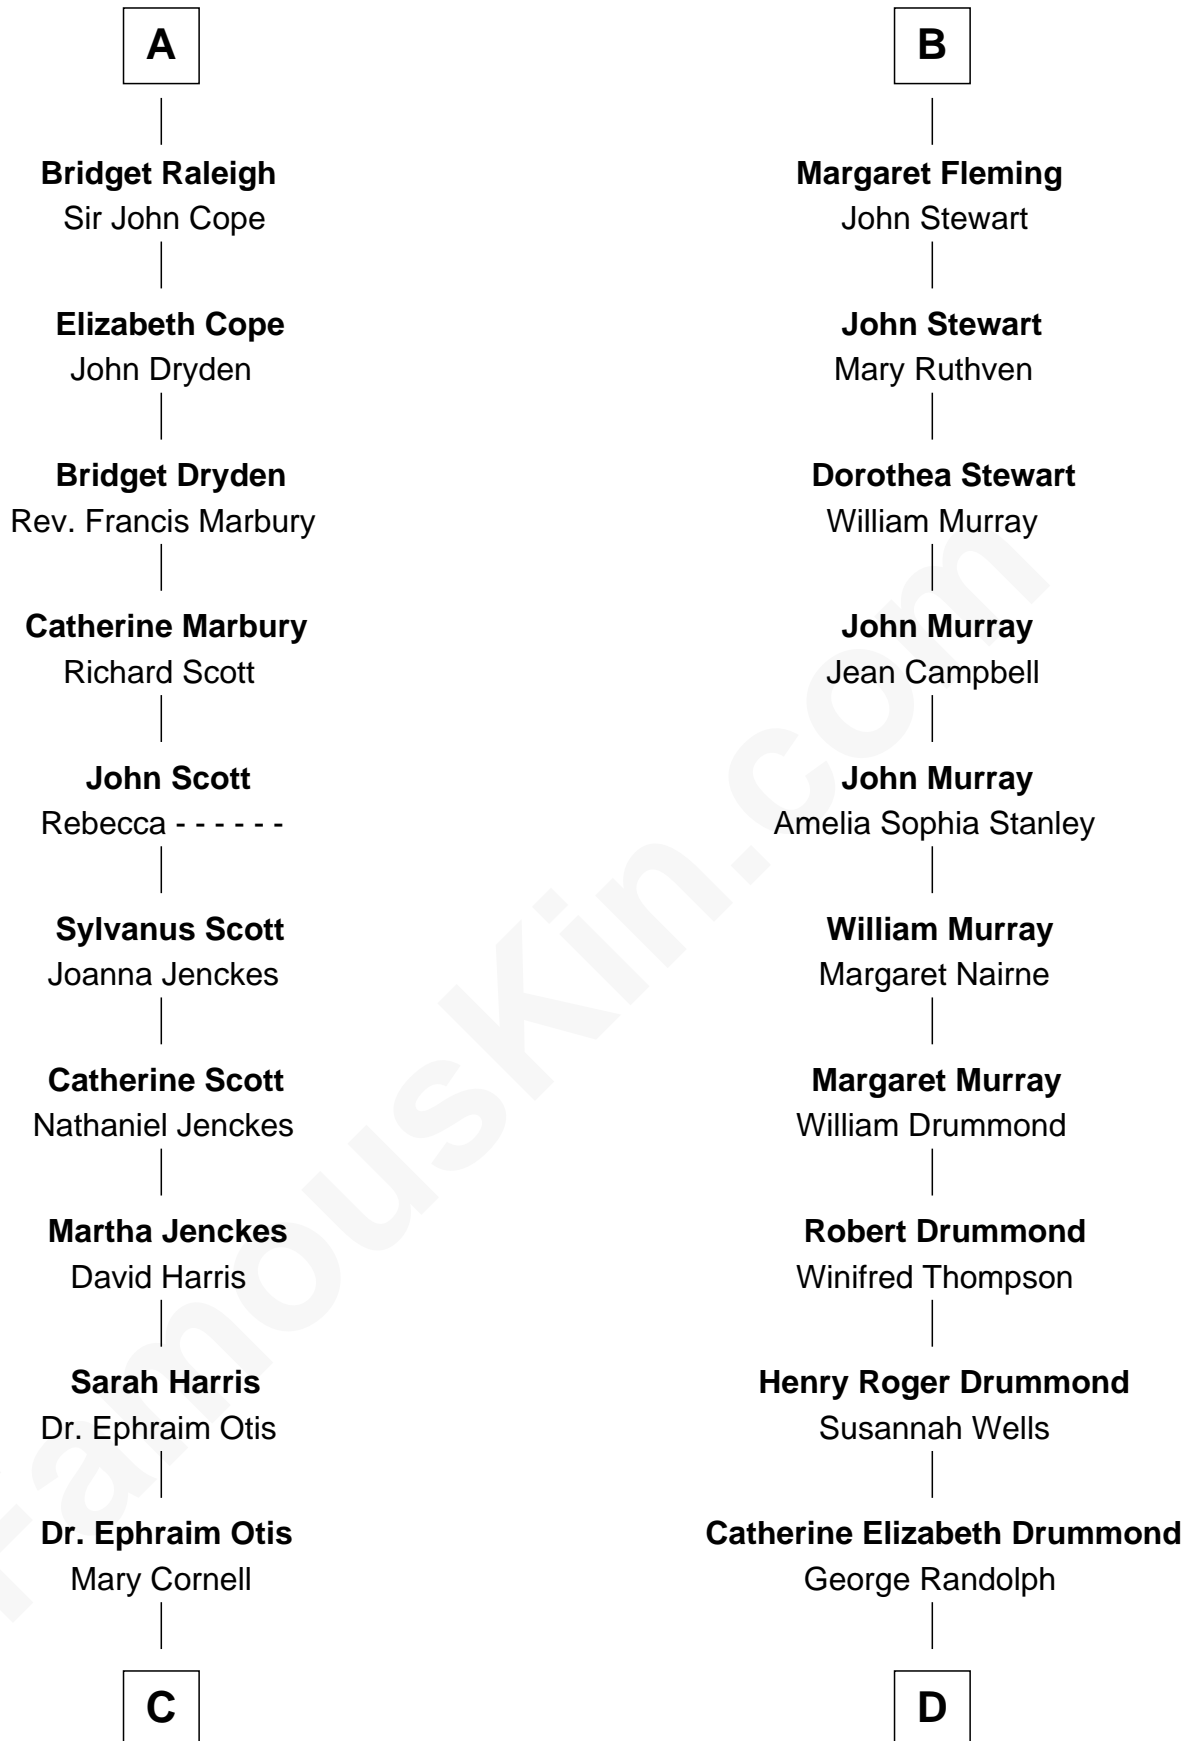 A
Bridget Raleigh
Sir John Cope
Elizabeth Cope
John Dryden
Bridget Dryden
Rev. Francis Marbury
Catherine Marbury
Richard Scott
John Scott
Rebecca - - - - - -
Sylvanus Scott
Joanna Jenckes
Catherine Scott
Nathaniel Jenckes
Martha Jenckes
David Harris
Sarah Harris
Dr. Ephraim Otis
Dr. Ephraim Otis
Mary Cornell
C
B
Margaret Fleming
John Stewart
John Stewart
Mary Ruthven
Dorothea Stewart
William Murray
John Murray
Jean Campbell
John Murray
Amelia Sophia Stanley
William Murray
Margaret Nairne
Margaret Murray
William Drummond
Robert Drummond
Winifred Thompson
Henry Roger Drummond
Susannah Wells
Catherine Elizabeth Drummond
George Randolph
D
FamousKin.com